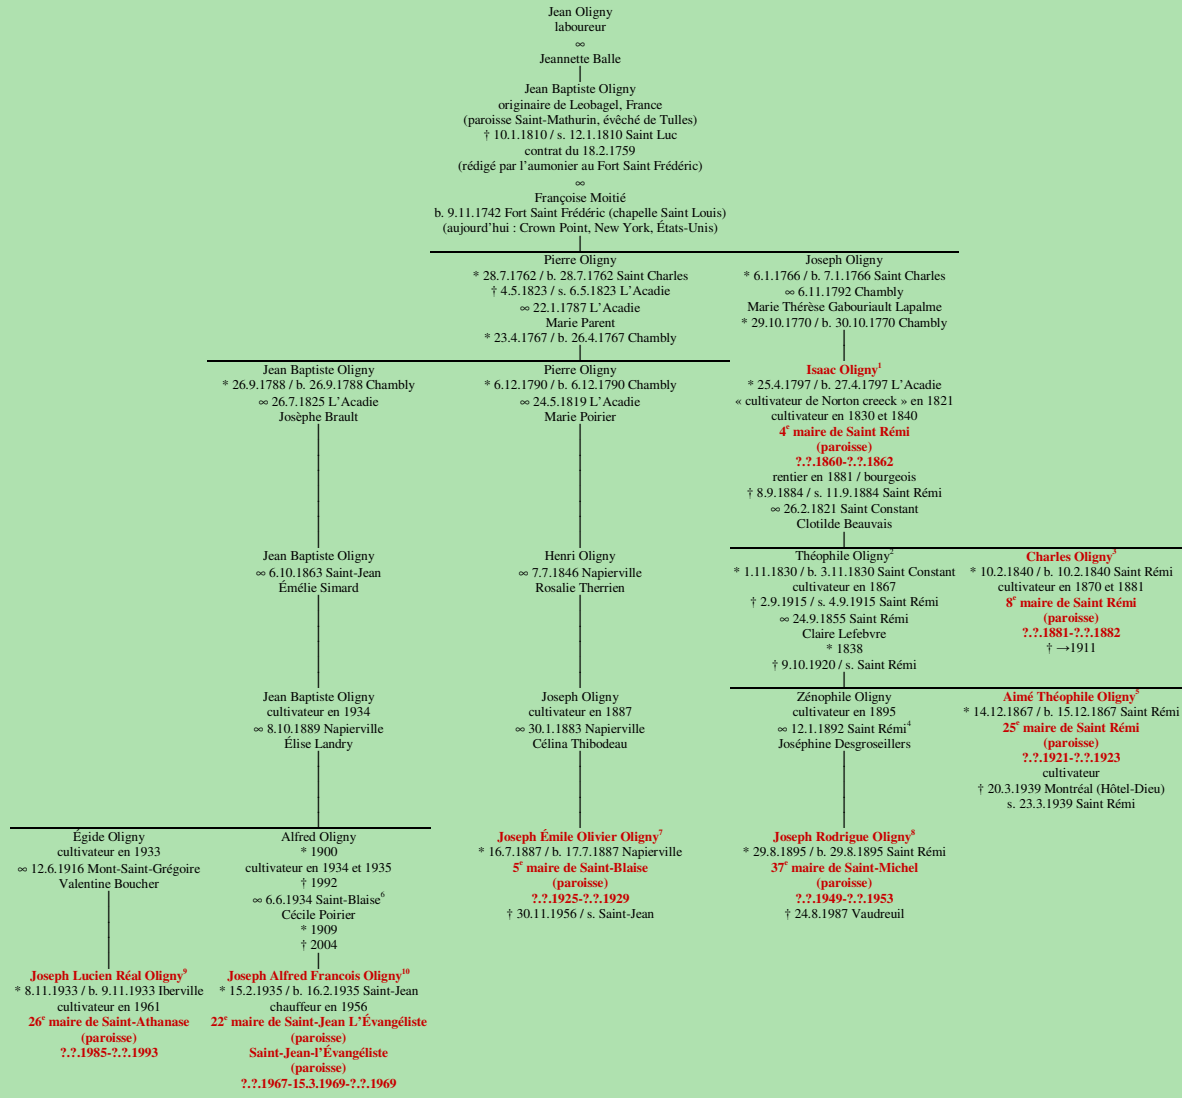 Jean Oligny
laboureur
∞
Jeannette Balle
Jean Baptiste Oligny
originaire de Leobagel, France
(paroisse Saint-Mathurin, évêché de Tulles)
† 10.1.1810 / s. 12.1.1810 Saint Luc
contrat du 18.2.1759
(rédigé par l'aumonier au Fort Saint Frédéric)
∞
Françoise Moitié
b. 9.11.1742 Fort Saint Frédéric (chapelle Saint Louis)
(aujourd'hui : Crown Point, New York, États-Unis)
Pierre Oligny
* 28.7.1762 / b. 28.7.1762 Saint Charles
† 4.5.1823 / s. 6.5.1823 L'Acadie
∞ 22.1.1787 L'Acadie
Marie Parent
* 23.4.1767 / b. 26.4.1767 Chambly
Joseph Oligny
* 6.1.1766 / b. 7.1.1766 Saint Charles
∞ 6.11.1792 Chambly
Marie Thérèse Gabouriault Lapalme
* 29.10.1770 / b. 30.10.1770 Chambly
Jean Baptiste Oligny
* 26.9.1788 / b. 26.9.1788 Chambly
∞ 26.7.1825 L'Acadie
Josèphe Brault
Pierre Oligny
* 6.12.1790 / b. 6.12.1790 Chambly
∞ 24.5.1819 L'Acadie
Marie Poirier
Isaac Oligny¹
* 25.4.1797 / b. 27.4.1797 L'Acadie
« cultivateur de Norton creeck » en 1821
cultivateur en 1830 et 1840
4e maire de Saint Rémi
(paroisse)
?.?.1860-?.?.1862
rentier en 1881 / bourgeois
† 8.9.1884 / s. 11.9.1884 Saint Rémi
∞ 26.2.1821 Saint Constant
Clotilde Beauvais
Jean Baptiste Oligny
∞ 6.10.1863 Saint-Jean
Émélie Simard
Henri Oligny
∞ 7.7.1846 Napierville
Rosalie Therrien
Théophile Oligny²
* 1.11.1830 / b. 3.11.1830 Saint Constant
cultivateur en 1867
† 2.9.1915 / s. 4.9.1915 Saint Rémi
∞ 24.9.1855 Saint Rémi
Claire Lefebvre
* 1838
† 9.10.1920 / s. Saint Rémi
Charles Oligny³
* 10.2.1840 / b. 10.2.1840 Saint Rémi
cultivateur en 1870 et 1881
8e maire de Saint Rémi
(paroisse)
?.?.1881-?.?.1882
† →1911
Jean Baptiste Oligny
cultivateur en 1934
∞ 8.10.1889 Napierville
Élise Landry
Joseph Oligny
cultivateur en 1887
∞ 30.1.1883 Napierville
Célina Thibodeau
Zénophile Oligny
cultivateur en 1895
∞ 12.1.1892 Saint Rémi⁴
Joséphine Desgroseillers
Aimé Théophile Oligny⁵
* 14.12.1867 / b. 15.12.1867 Saint Rémi
25e maire de Saint Rémi
(paroisse)
?.?.1921-?.?.1923
cultivateur
† 20.3.1939 Montréal (Hôtel-Dieu)
s. 23.3.1939 Saint Rémi
Égide Oligny
cultivateur en 1933
∞ 12.6.1916 Mont-Saint-Grégoire
Valentine Boucher
Alfred Oligny
* 1900
cultivateur en 1934 et 1935
† 1992
∞ 6.6.1934 Saint-Blaise⁶
Cécile Poirier
* 1909
† 2004
Joseph Émile Olivier Oligny⁷
* 16.7.1887 / b. 17.7.1887 Napierville
5e maire de Saint-Blaise
(paroisse)
?.?.1925-?.?.1929
† 30.11.1956 / s. Saint-Jean
Joseph Rodrigue Oligny⁸
* 29.8.1895 / b. 29.8.1895 Saint Rémi
37e maire de Saint-Michel
(paroisse)
?.?.1949-?.?.1953
† 24.8.1987 Vaudreuil
Joseph Lucien Réal Oligny⁹
* 8.11.1933 / b. 9.11.1933 Iberville
cultivateur en 1961
26e maire de Saint-Athanase
(paroisse)
?.?.1985-?.?.1993
Joseph Alfred Francois Oligny¹⁰
* 15.2.1935 / b. 16.2.1935 Saint-Jean
chauffeur en 1956
22e maire de Saint-Jean L'Évangéliste
(paroisse)
Saint-Jean-l'Évangéliste
(paroisse)
?.?.1967-15.3.1969-?.?.1969